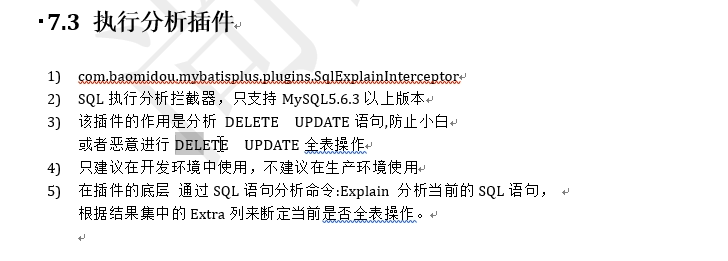 7.3 执行分析插件
1) com.baomidou.mybatisplus.plugins.SqlExplainInterceptor
2) SQL 执行分析拦截器，只支持 MySQL5.6.3 以上版本
3) 该插件的作用是分析 DELETE UPDATE 语句,防止小白
或者恶意进行 DELETE UPDATE 全表操作
4) 只建议在开发环境中使用，不建议在生产环境使用
5) 在插件的底层 通过 SQL 语句分析命令:Explain 分析当前的 SQL 语句，
根据结果集中的 Extra 列来断定当前是否全表操作。